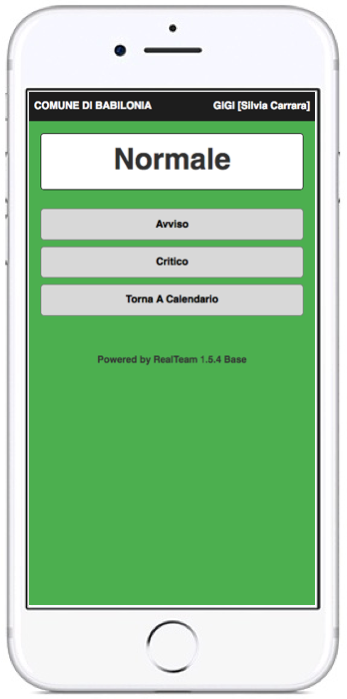 COMUNE DI BABILONIA GIGI [Silvia Carrara]
Normale
Avviso
Critico
Torna A Calendario
Powered by RealTeam 1.5.4 Base